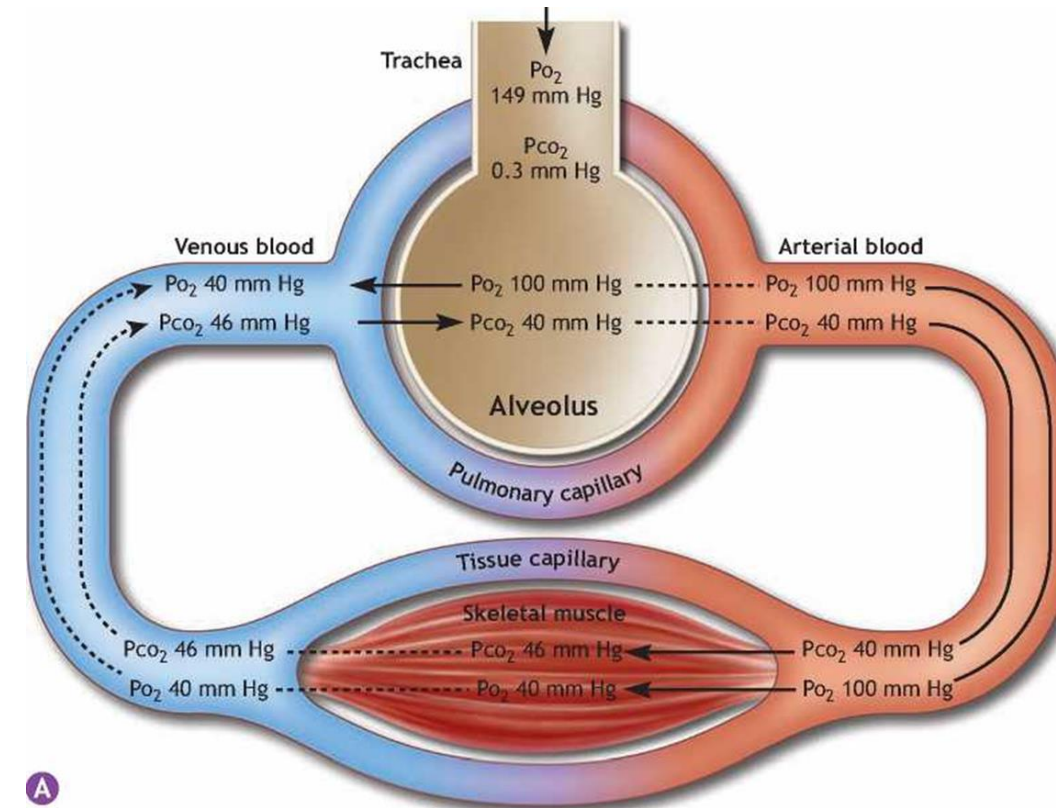 Trachea
Po₂
149 mm Hg
Pco₂
0.3 mm Hg
Venous blood
Arterial blood
Po₂ 40 mm Hg
Po₂ 100 mm Hg
Po₂ 100 mm Hg
Pco₂ 46 mm Hg
Pco₂ 40 mm Hg
Pco₂ 40 mm Hg
Alveolus
Pulmonary capillary
Tissue capillary
Skeletal muscle
Pco₂ 46 mm Hg
Pco₂ 46 mm Hg
Pco₂ 40 mm Hg
Po₂ 40 mm Hg
Po₂ 40 mm Hg
Po₂ 100 mm Hg
A